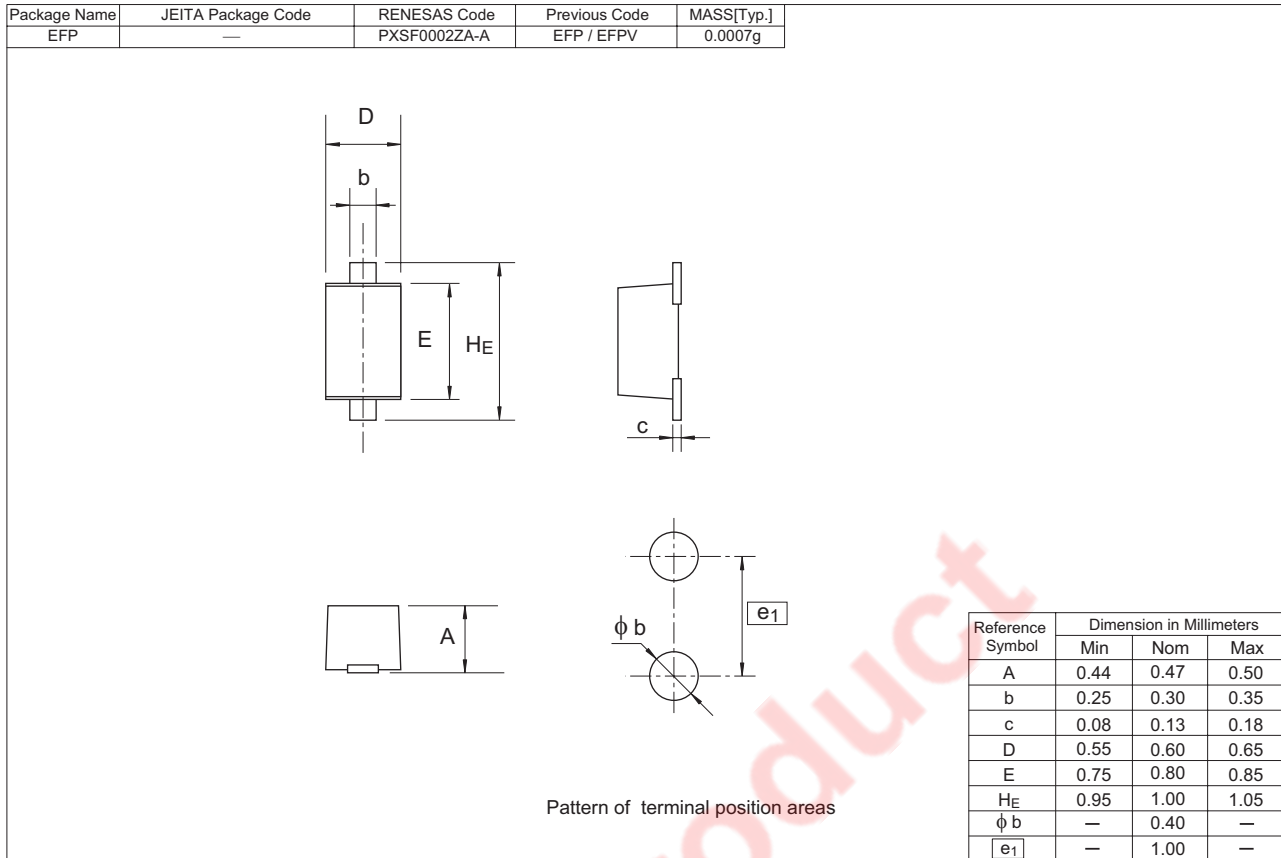 Package Name JEITA Package Code RENESAS Code Previous Code MASS[Typ.]
EFP — PXSF0002ZA-A EFP / EFPV 0.0007g
D
b
E
HE
c
A
ϕ b
e1
Pattern of terminal position areas
Reference Symbol Dimension in Millimeters
Min Nom Max
A 0.44 0.47 0.50
b 0.25 0.30 0.35
c 0.08 0.13 0.18
D 0.55 0.60 0.65
E 0.75 0.80 0.85
HE 0.95 1.00 1.05
ϕ b — 0.40 —
e1 — 1.00 —
oduct